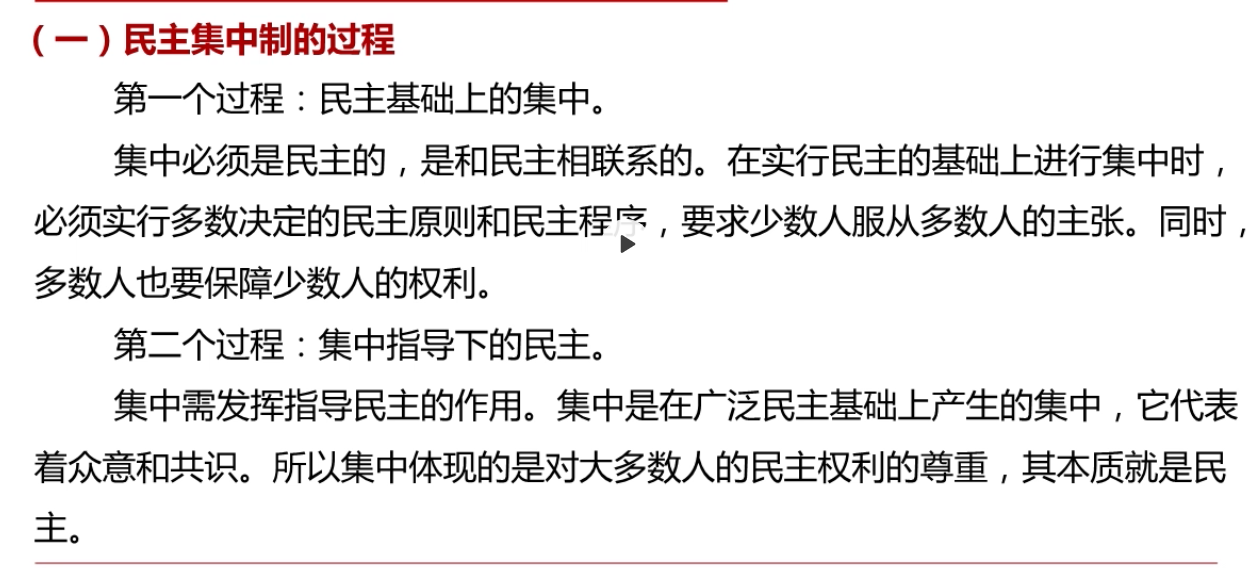 （一）民主集中制的过程
第一个过程：民主基础上的集中。
集中必须是民主的，是和民主相联系的。在实行民主的基础上进行集中时，
必须实行多数决定的民主原则和民主程序，要求少数人服从多数人的主张。同时，
多数人也要保障少数人的权利。
第二个过程：集中指导下的民主。
集中需发挥指导民主的作用。集中是在广泛民主基础上产生的集中，它代表
着众意和共识。所以集中体现的是对大多数人的民主权利的尊重，其本质就是民
主。